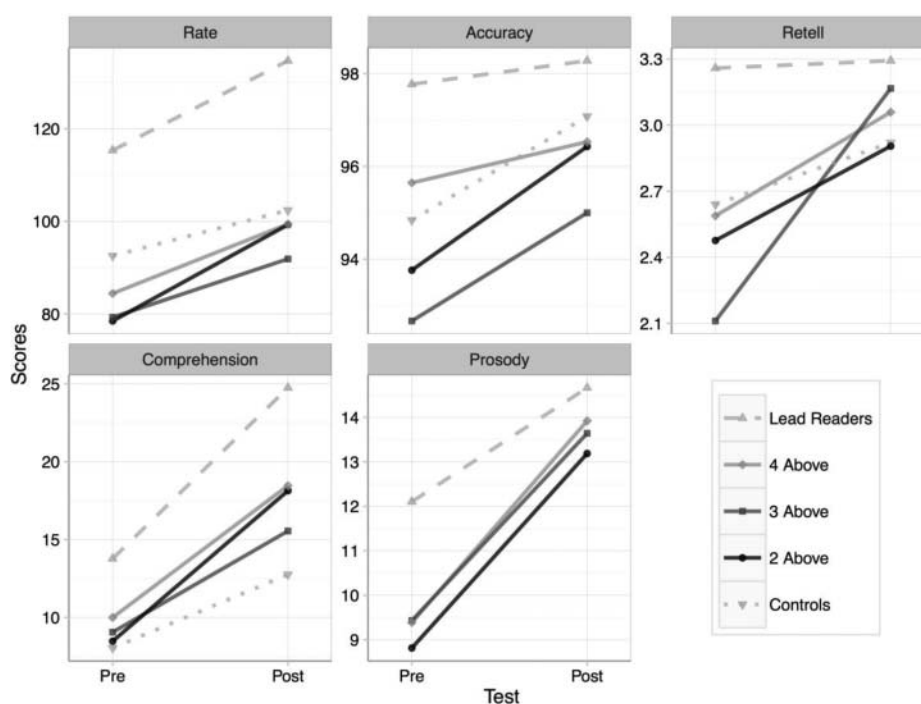 Rate
Accuracy
Retell
120
100
80
98
96
94
3.3
3.0
2.7
2.4
2.1
Scores
Comprehension
Prosody
25
20
15
10
14
13
12
11
10
9
Pre
Post
Pre
Post
Test
Lead Readers
4 Above
3 Above
2 Above
Controls